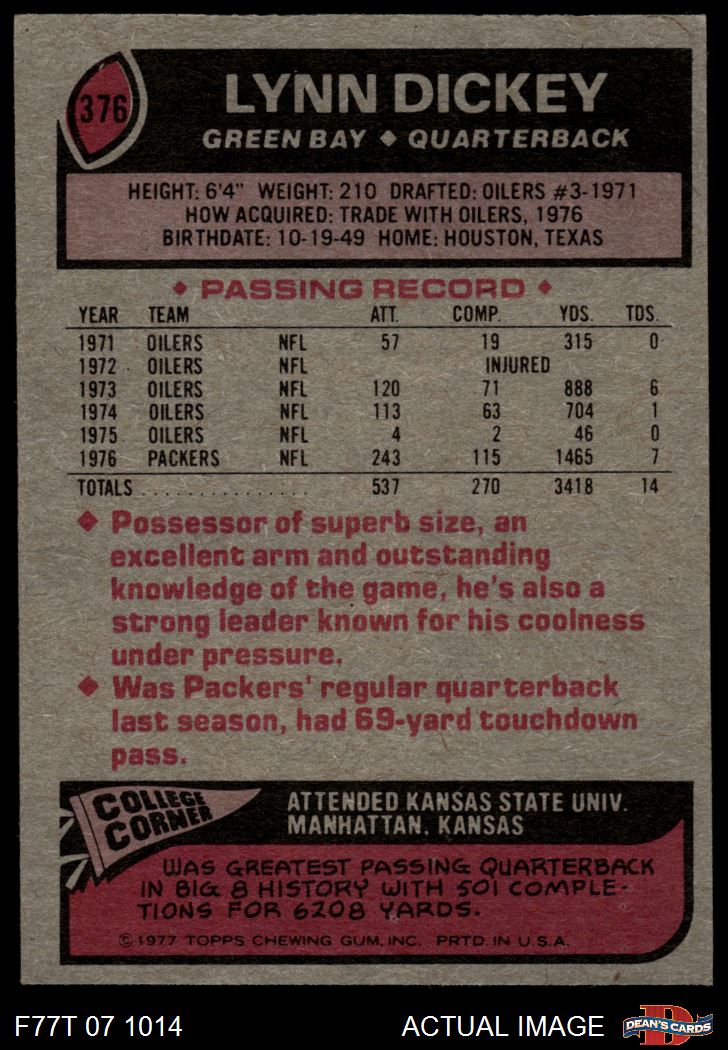 376
LYNN DICKEY
GREEN BAY ◆ QUARTERBACK
HEIGHT: 6'4" WEIGHT: 210 DRAFTED: OILERS #3-1971
HOW ACQUIRED: TRADE WITH OILERS, 1976
BIRTHDATE: 10-19-49 HOME: HOUSTON, TEXAS
◆ PASSING RECORD ◆
YEAR TEAM ATT. COMP. YDS. TDS.
1971 OILERS NFL 57 19 315 0
1972 OILERS NFL INJURED
1973 OILERS NFL 120 71 888 6
1974 OILERS NFL 113 63 704 1
1975 OILERS NFL 4 2 46 0
1976 PACKERS NFL 243 115 1465 7
TOTALS . . . . . . . . . . . . . . . 537 270 3418 14
◆ Possessor of superb size, an
excellent arm and outstanding
knowledge of the game, he's also a
strong leader known for his coolness
under pressure.
◆ Was Packers' regular quarterback
last season, had 69-yard touchdown
pass.
COLLEGE
CORNER
ATTENDED KANSAS STATE UNIV.
MANHATTAN, KANSAS
WAS GREATEST PASSING QUARTERBACK
IN BIG 8 HISTORY WITH 501 COMPLE-
TIONS FOR 6208 YARDS.
© 1977 TOPPS CHEWING GUM, INC. PRTD. IN U.S.A.
F77T 07 1014 ACTUAL IMAGE
D
DEAN'S CARDS